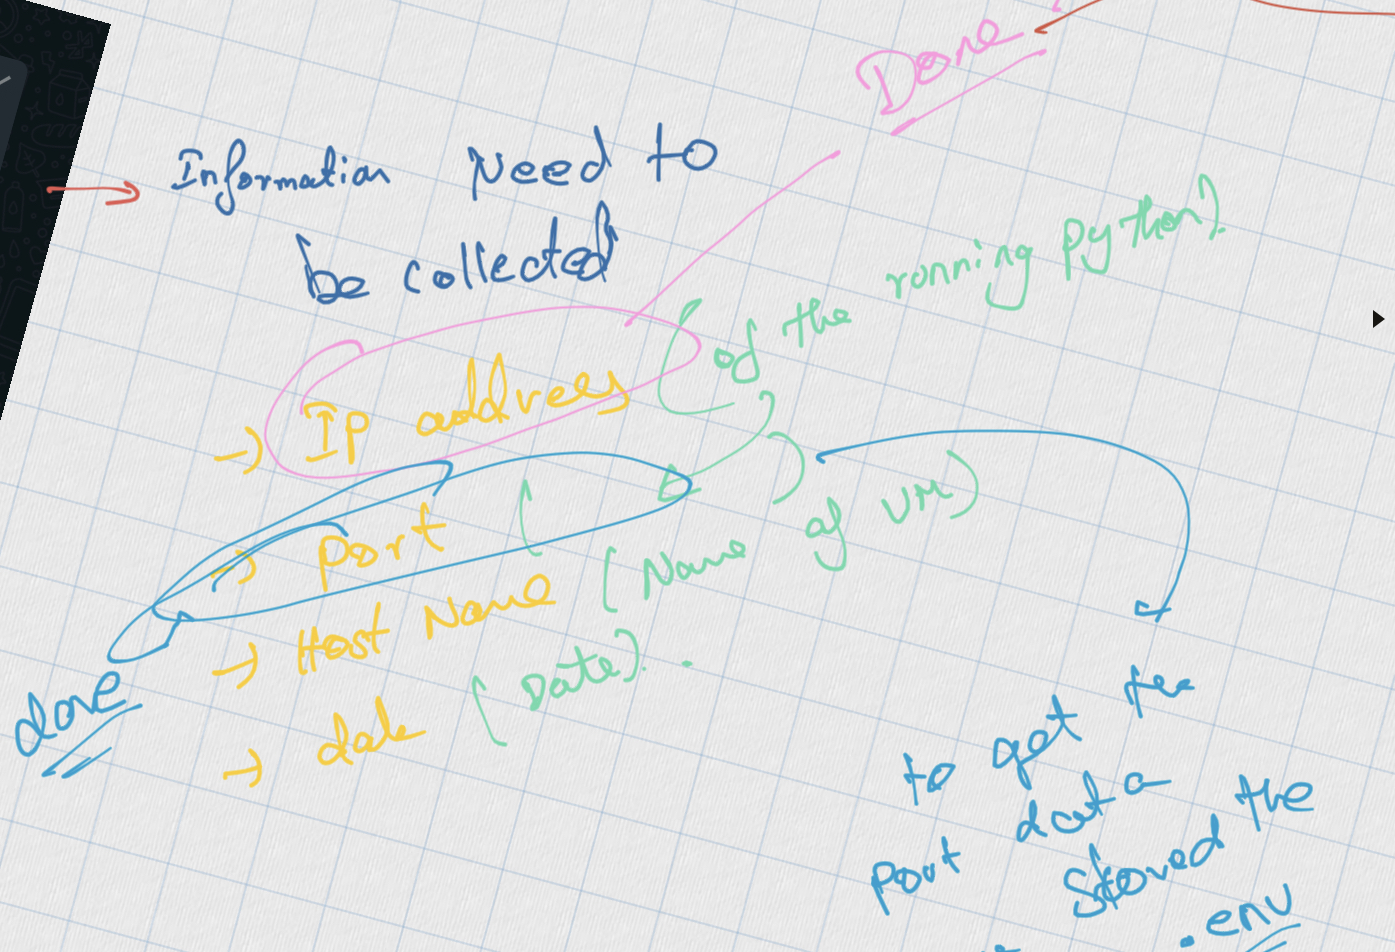 Done
Information Need to
be collected
(of the running python).
→ IP address
→ Port ( )
→ Host Name (Name of VM)
→ date (Date).
done
to get the
port data
stored the
.env